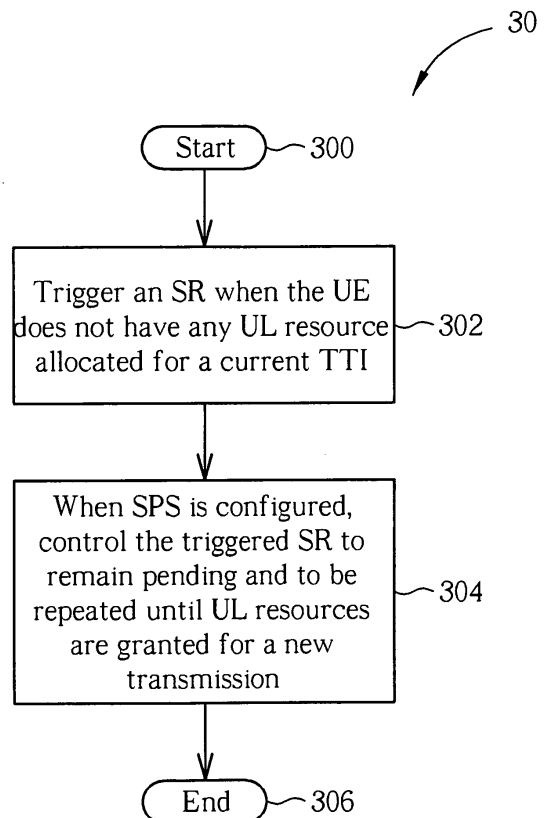 30
Start
300
Trigger an SR when the UE
does not have any UL resource
allocated for a current TTI
302
When SPS is configured,
control the triggered SR to
remain pending and to be
repeated until UL resources
are granted for a new
transmission
304
End
306